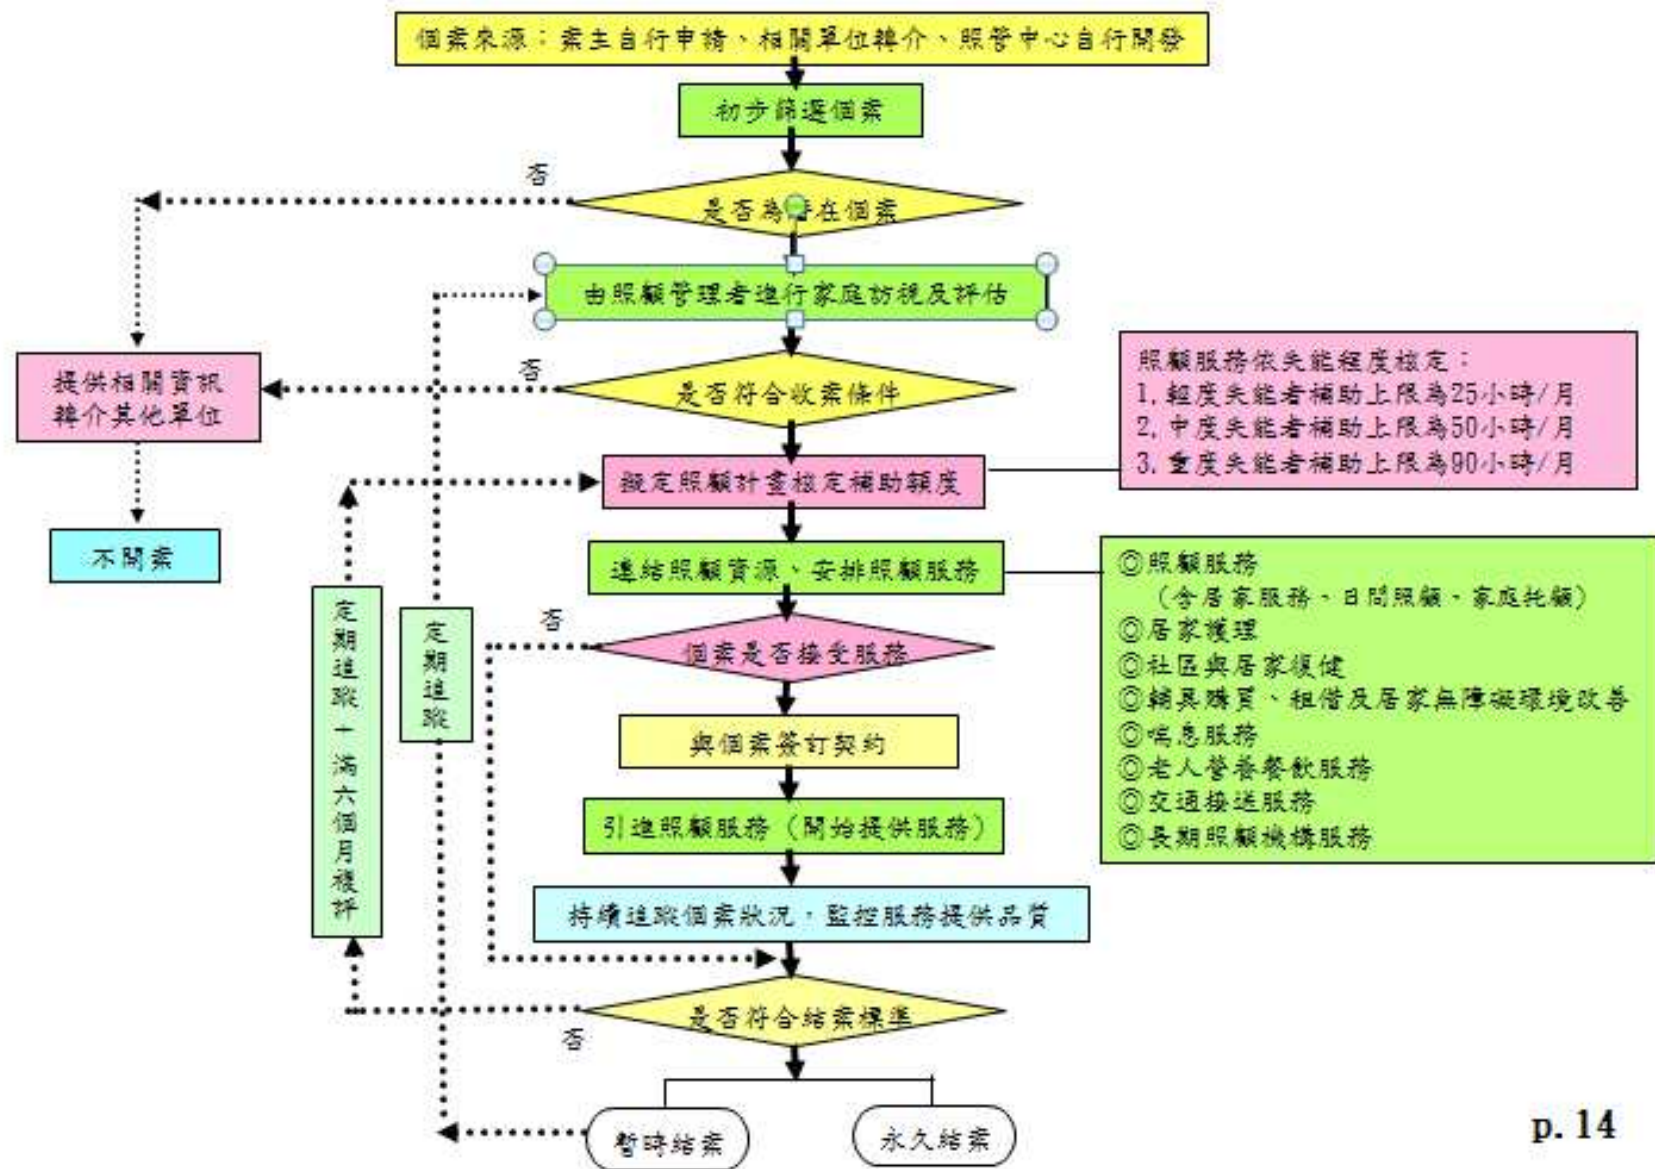 個案來源：案主自行申請、相關單位轉介、照管中心自行開發
初步篩選個案
否
是否為在個案
由照顧管理者進行家庭訪視及評估
否
是否符合收案條件
提供相關資訊
轉介其他單位
不開案
照顧服務依失能程度核定：
1.輕度失能者補助上限為25小時/月
2.中度失能者補助上限為50小時/月
3.重度失能者補助上限為90小時/月
擬定照顧計畫核定補助額度
連結照顧資源、安排照顧服務
◎照顧服務
（含居家服務、日間照顧、家庭托顧）
◎居家護理
◎社區與居家復健
◎輔具購買、租借及居家無障礙環境改善
◎喘息服務
◎老人營養餐飲服務
◎交通接送服務
◎長期照顧機構服務
定期追蹤+滿六個月複評
定期追蹤
否
個案是否接受服務
與個案簽訂契約
引進照顧服務（開始提供服務）
持續追蹤個案狀況，監控服務提供品質
是否符合結案標準
否
暫時結案
永久結案
p.14